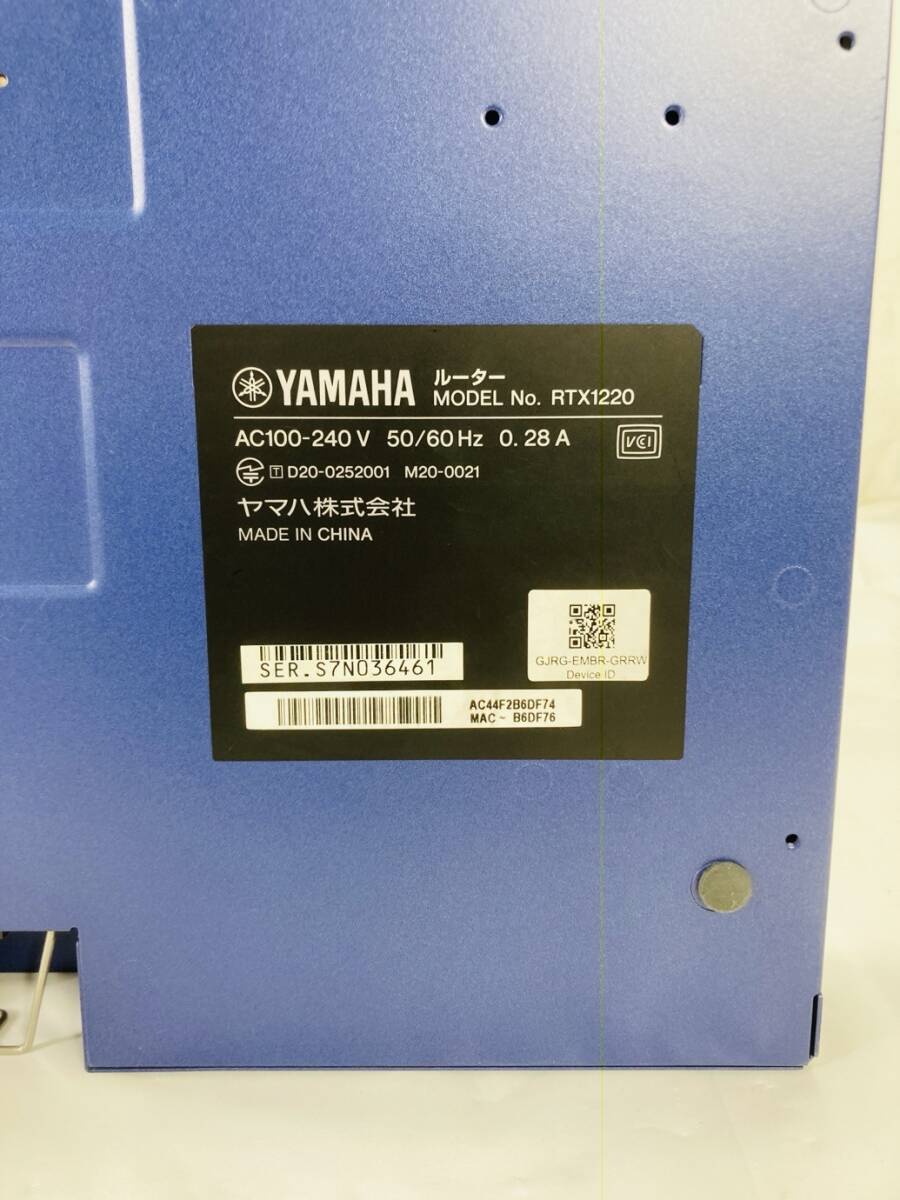 YAMAHA ルーター
MODEL No. RTX1220
AC100-240 V 50/60 Hz 0.28 A
VCI
T D20-0252001 M20-0021
ヤマハ株式会社
MADE IN CHINA
GJRG-EMBR-GRRW
Device ID
SER.S7N036461
AC44F2B6DF74
MAC~ B6DF76